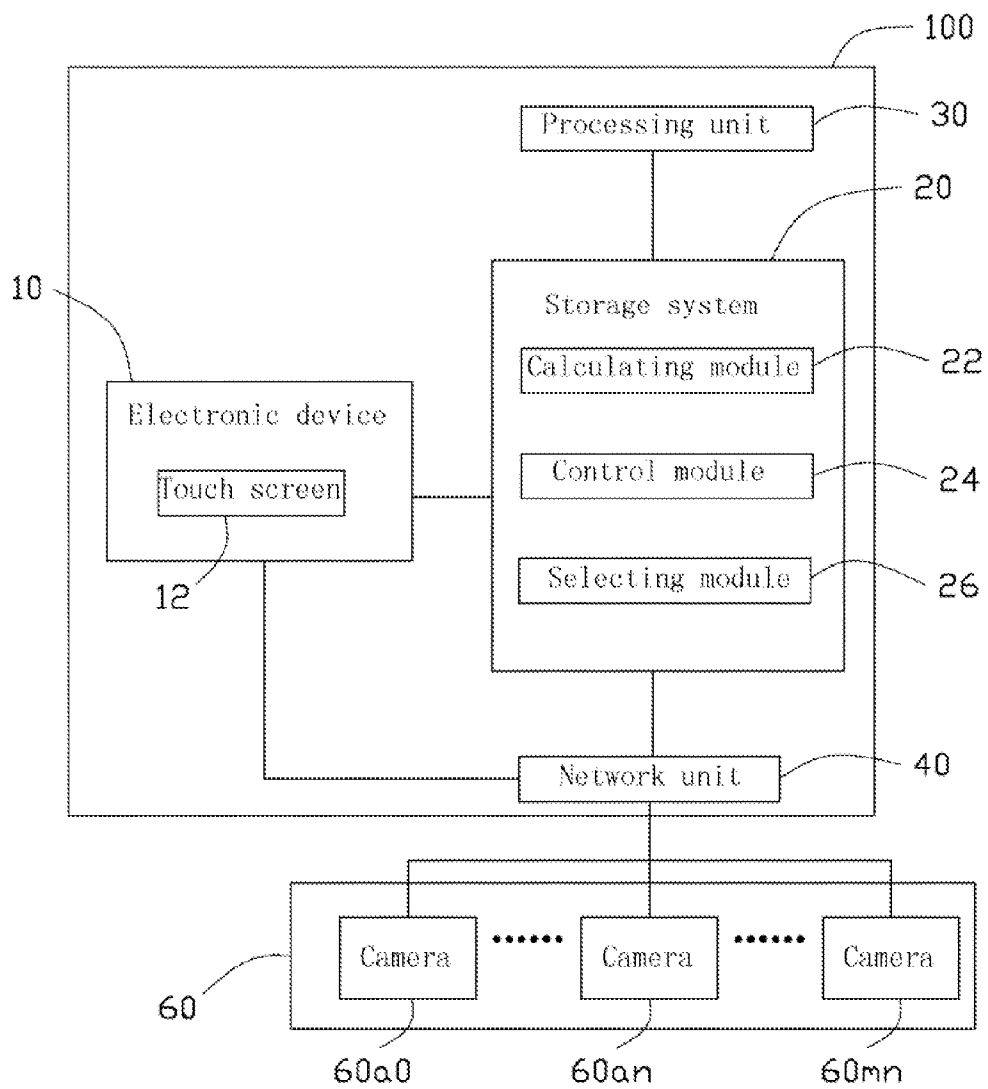 100
Processing unit
30
20
10
Storage system
Calculating module
22
Electronic device
Control module
24
Touch screen
12
Selecting module
26
Network unit
40
Camera
Camera
Camera
60
60a0
60an
60mn